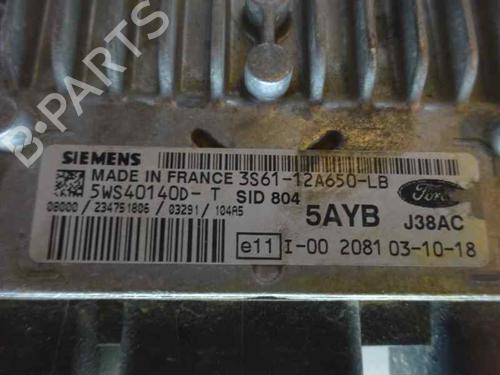 B-PARTS
SIEMENS
MADE IN FRANCE 3S61-12A650-LB
5WS40140D-T SID 804
08000 / 234751806 / 03291 / 104A5
5AYB J38AC
Ford
e11 I-00 2081 03-10-18